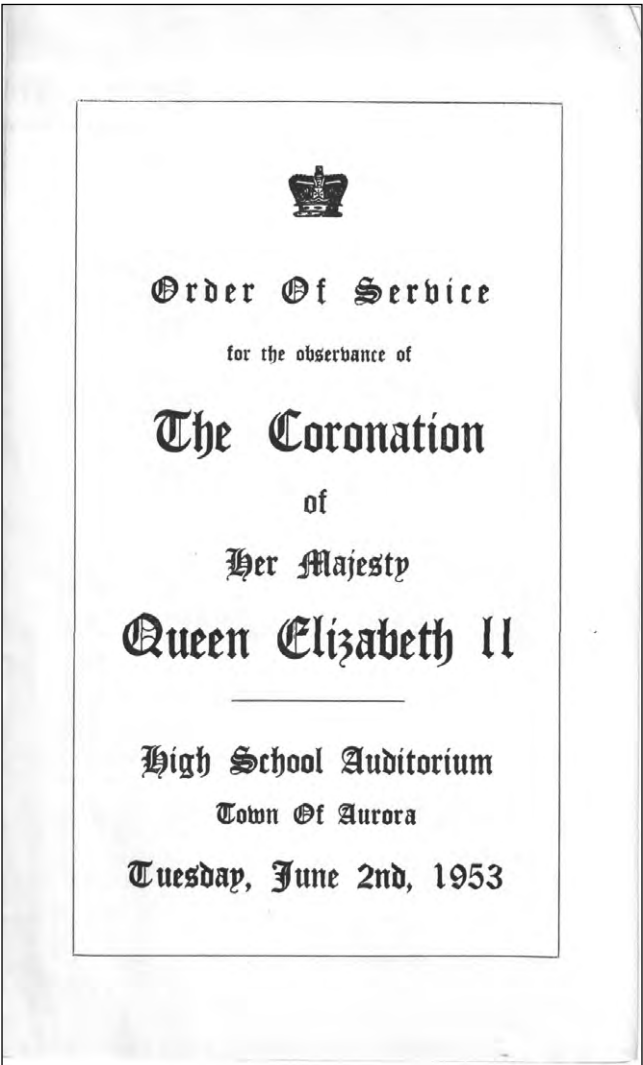 Order Of Service
for the observance of
The Coronation
of
Her Majesty
Queen Elizabeth II
High School Auditorium
Town Of Aurora
Tuesday, June 2nd, 1953